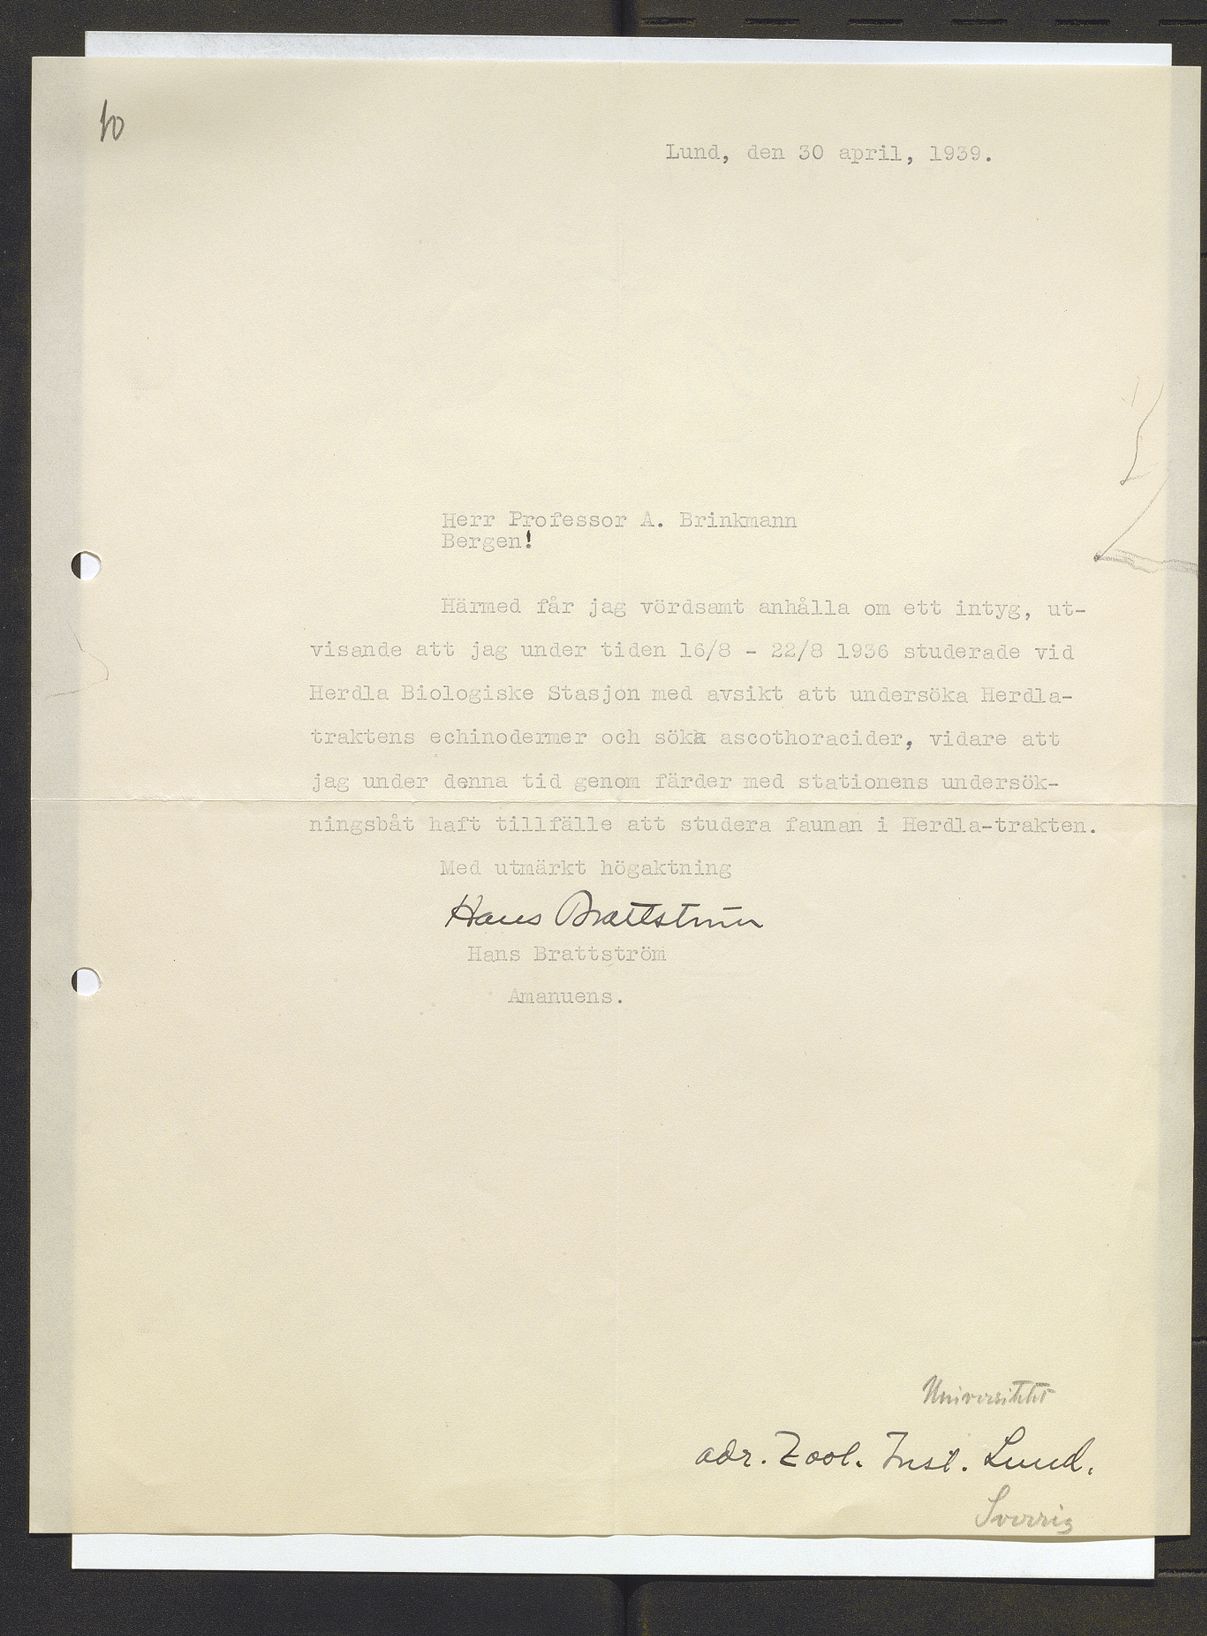 10
Lund, den 30 april, 1939.
Herr Professor A. Brinkmann
Bergen!
Härmed får jag vördsamt anhålla om ett intyg, ut-
visande att jag under tiden 16/8 - 22/8 1936 studerade vid
Herdla Biologiske Stasjon med avsikt att undersöka Herdla-
traktens echinodermer och söka ascothoracider, vidare att
jag under denna tid genom färder med stationens undersök-
ningsbåt haft tillfälle att studera faunan i Herdla-trakten.
Med utmärkt högaktning
Hans Brattström
Hans Brattström
Amanuens.
Universitetet
adr. Zool. Inst. Lund.
Sverrig